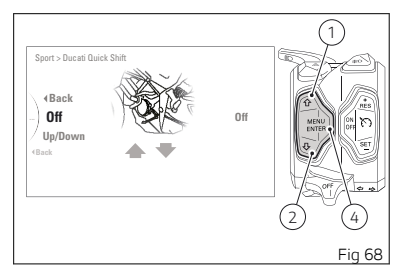 Sport > Ducati Quick Shift
◂Back
Off
Up/Down
◂Back
Off
1
2
4
MENU
ENTER
ON
OFF
RES
SET
OFF
Fig 68